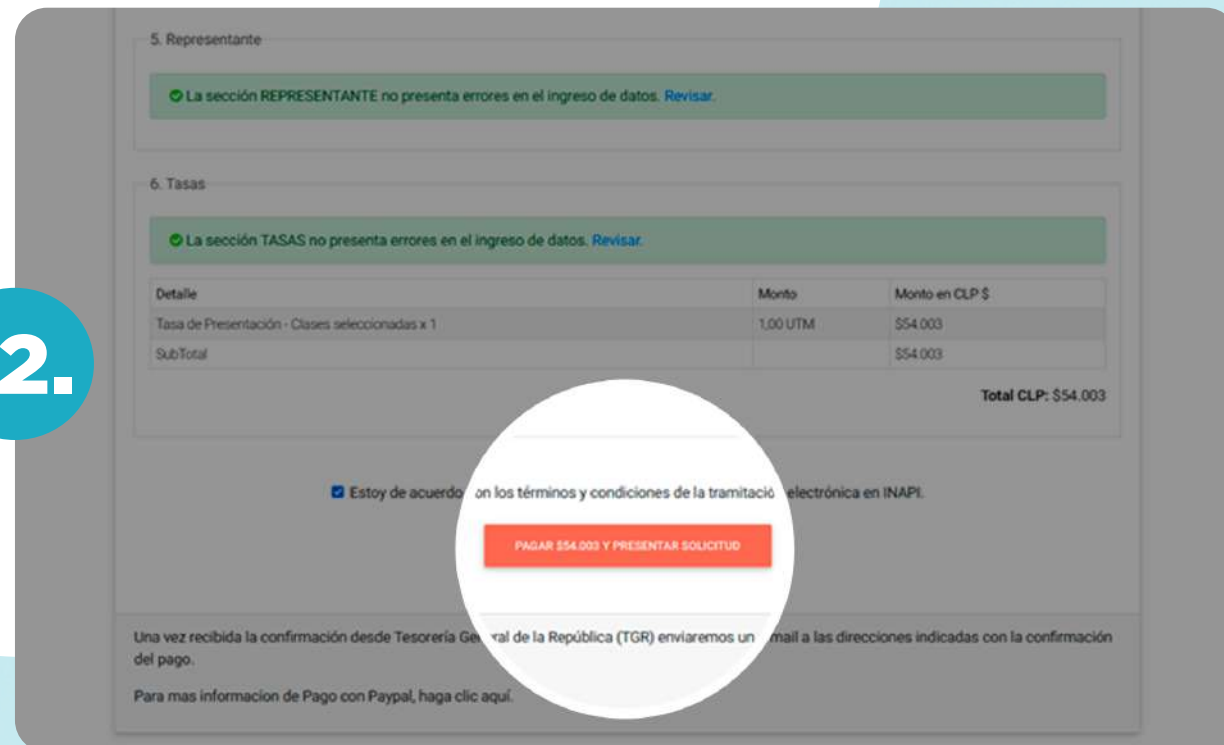 5. Representante
La sección REPRESENTANTE no presenta errores en el ingreso de datos. Revisar.
6. Tasas
La sección TASAS no presenta errores en el ingreso de datos. Revisar.
Detalle Monto Monto en CLP $
Tasa de Presentación - Clases seleccionadas x 1 1,00 UTM $54.003
SubTotal $54.003
2.
Total CLP: $54.003
Estoy de acuerdo on los términos y condiciones de la tramitació electrónica en INAPI.
PAGAR $54.003 Y PRESENTAR SOLICITUD
Una vez recibida la confirmación desde Tesorería Ge ral de la República (TGR) enviaremos un mail a las direcciones indicadas con la confirmación
del pago.
Para mas informacion de Pago con Paypal, haga clic aquí.